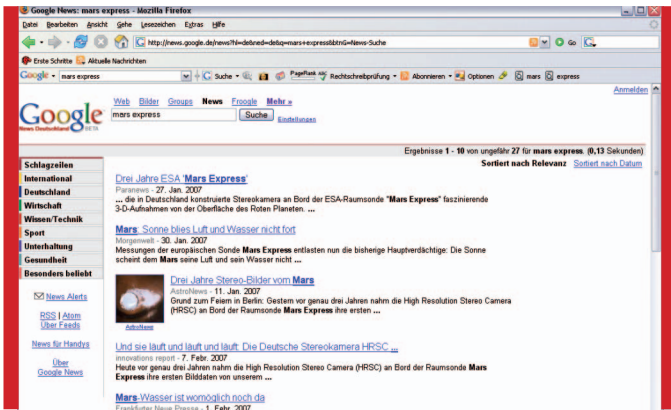 Google News: mars express - Mozilla Firefox
Datei Bearbeiten Ansicht Gehe Lesezeichen Extras Hilfe
http://news.google.de/news?hl=de&ned=de&q=mars+express&btnG=News-Suche Go
Erste Schritte Aktuelle Nachrichten
Google mars express Suche PageRank Rechtschreibprüfung Abonnieren Optionen mars express
Anmelden
Web Bilder Groups News Froogle Mehr »
Google
News Deutschland BETA
mars express Suche Einstellungen
Ergebnisse 1 - 10 von ungefähr 27 für mars express. (0,13 Sekunden)
Sortiert nach Relevanz Sortiert nach Datum
Schlagzeilen
International
Deutschland
Wirtschaft
Wissen/Technik
Sport
Unterhaltung
Gesundheit
Besonders beliebt
News Alerts
RSS | Atom
Über Feeds
News für Handys
Über
Google News
Drei Jahre ESA 'Mars Express'
Paranews - 27. Jan. 2007
... die in Deutschland konstruierte Stereokamera an Bord der ESA-Raumsonde "Mars Express" faszinierende
3-D-Aufnahmen von der Oberfläche des Roten Planeten. ...
Mars: Sonne blies Luft und Wasser nicht fort
Morgenwelt - 30. Jan. 2007
Messungen der europäischen Sonde Mars Express entlasten nun die bisherige Hauptverdächtige: Die Sonne
scheint dem Mars seine Luft und sein Wasser nicht ...
Drei Jahre Stereo-Bilder vom Mars
AstroNews - 11. Jan. 2007
Grund zum Feiern in Berlin: Gestern vor genau drei Jahren nahm die High Resolution Stereo Camera
(HRSC) an Bord der Raumsonde Mars Express ihre ersten ...
AstroNews
Und sie läuft und läuft und läuft: Die Deutsche Stereokamera HRSC ...
innovations report - 7. Febr. 2007
Heute vor genau drei Jahren nahm die High Resolution Stereo Camera (HRSC) an Bord der Raumsonde Mars
Express ihre ersten Bilddaten von unserem ...
Mars-Wasser ist womöglich noch da
Frankfurter Neue Presse - 1. Febr. 2007